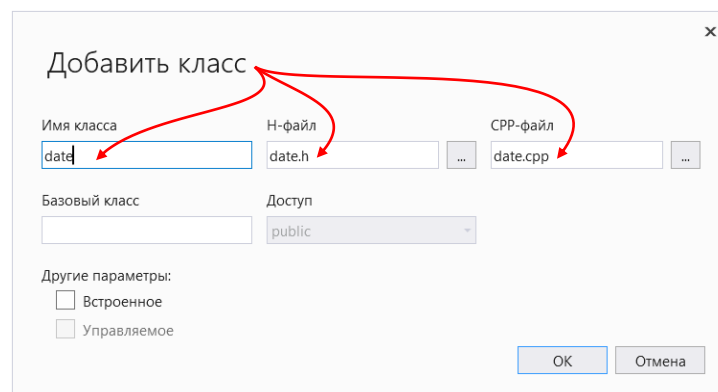 Добавить класс
Имя класса
H-файл
CPP-файл
date
date.h
...
date.cpp
...
Базовый класс
Доступ
public
Другие параметры:
Встроенное
Управляемое
ОК
Отмена